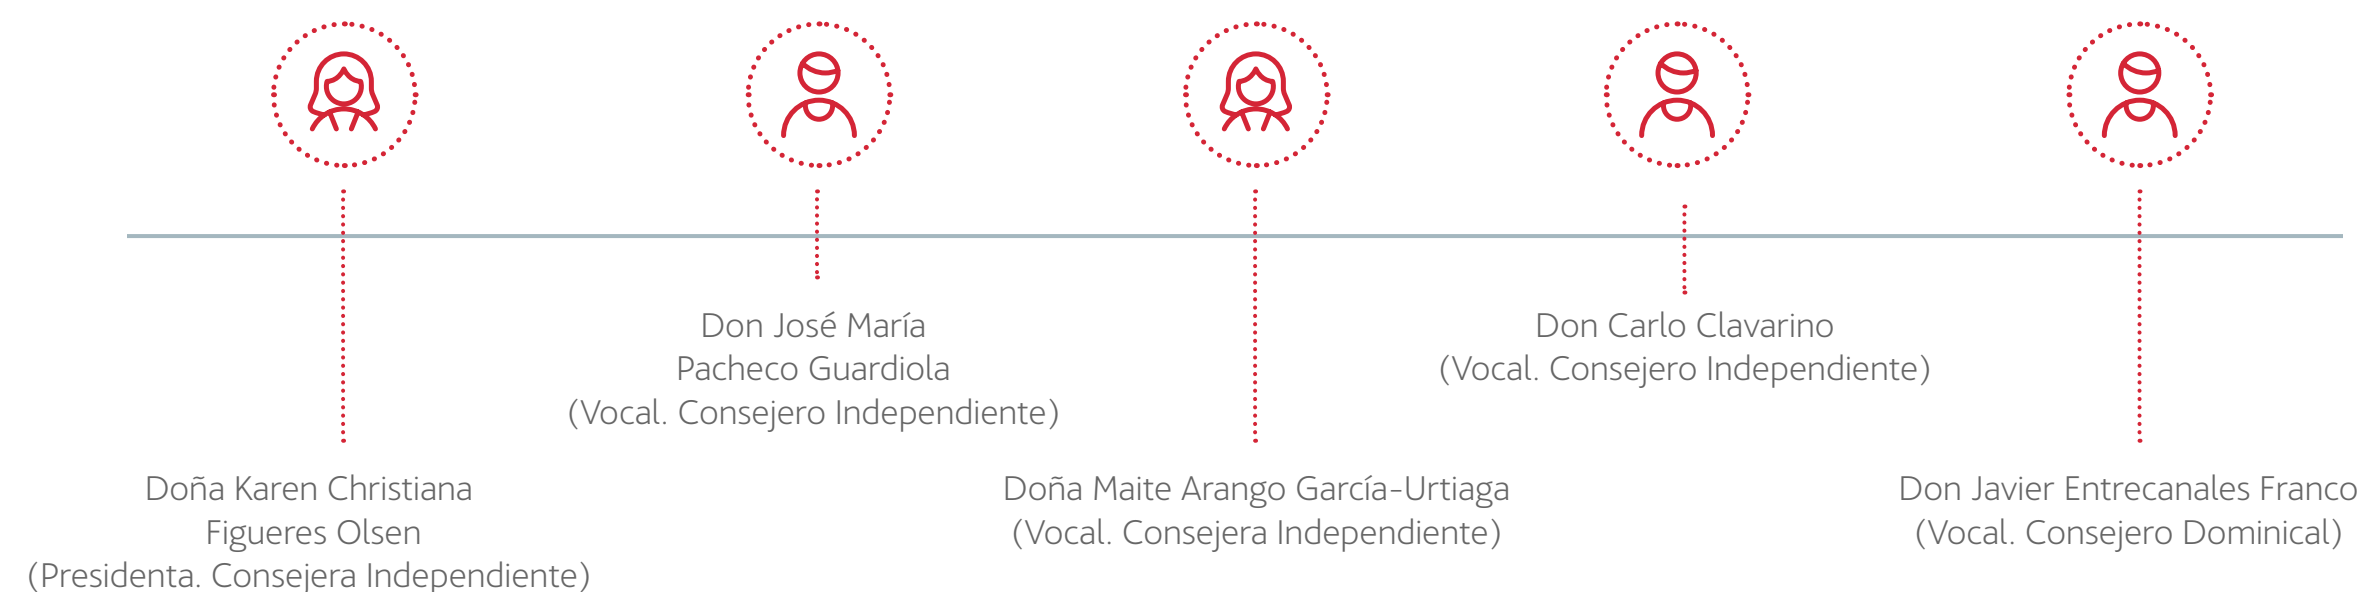 Doña Karen Christiana
Figueres Olsen
(Presidenta. Consejera Independiente)
Don José María
Pacheco Guardiola
(Vocal. Consejero Independiente)
Doña Maite Arango García-Urtiaga
(Vocal. Consejera Independiente)
Don Carlo Clavarino
(Vocal. Consejero Independiente)
Don Javier Entrecanales Franco
(Vocal. Consejero Dominical)